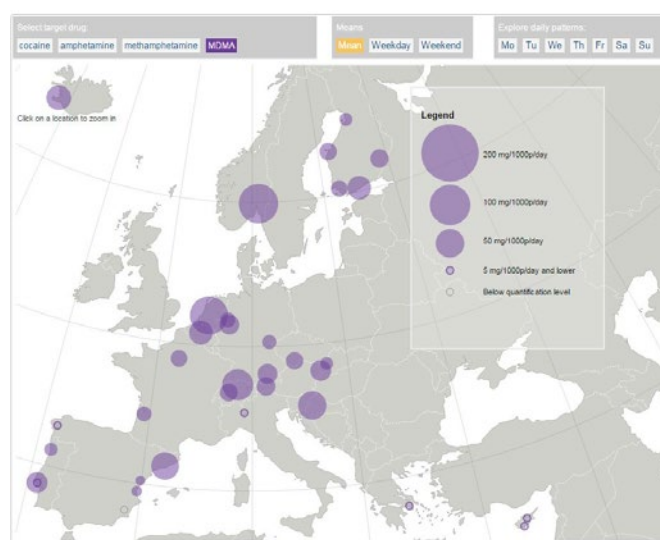 Select target drug:
cocaine amphetamine methamphetamine MDMA
Means
Mean Weekday Weekend
Explore daily patterns:
Mo Tu We Th Fr Sa Su
Click on a location to zoom in
Legend
200 mg/1000p/day
100 mg/1000p/day
50 mg/1000p/day
5 mg/1000p/day and lower
Below quantification level